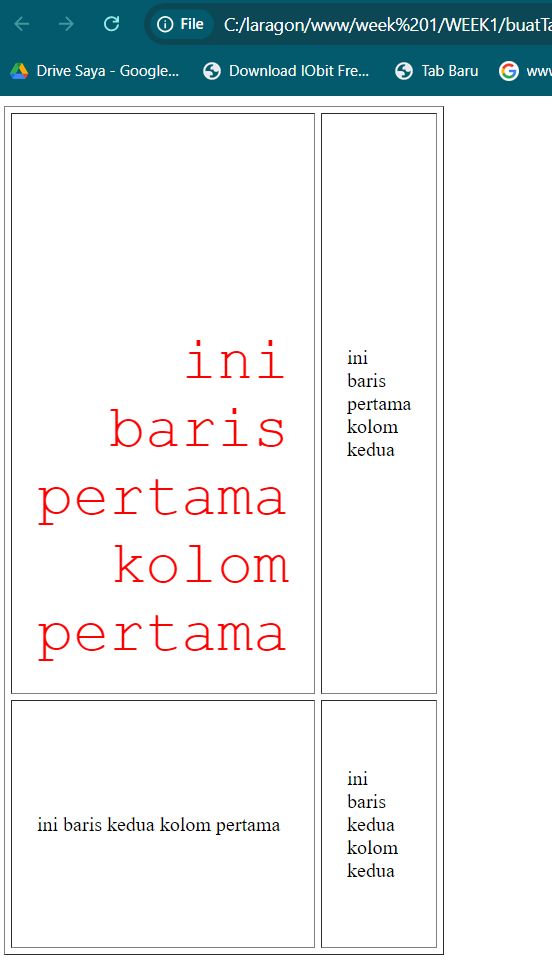 File C:/laragon/www/week%201/WEEK1/buatTa
Drive Saya - Google... Download IObit Fre... Tab Baru www
ini
baris
pertama
kolom
pertama
ini
baris
pertama
kolom
kedua
ini baris kedua kolom pertama
ini
baris
kedua
kolom
kedua